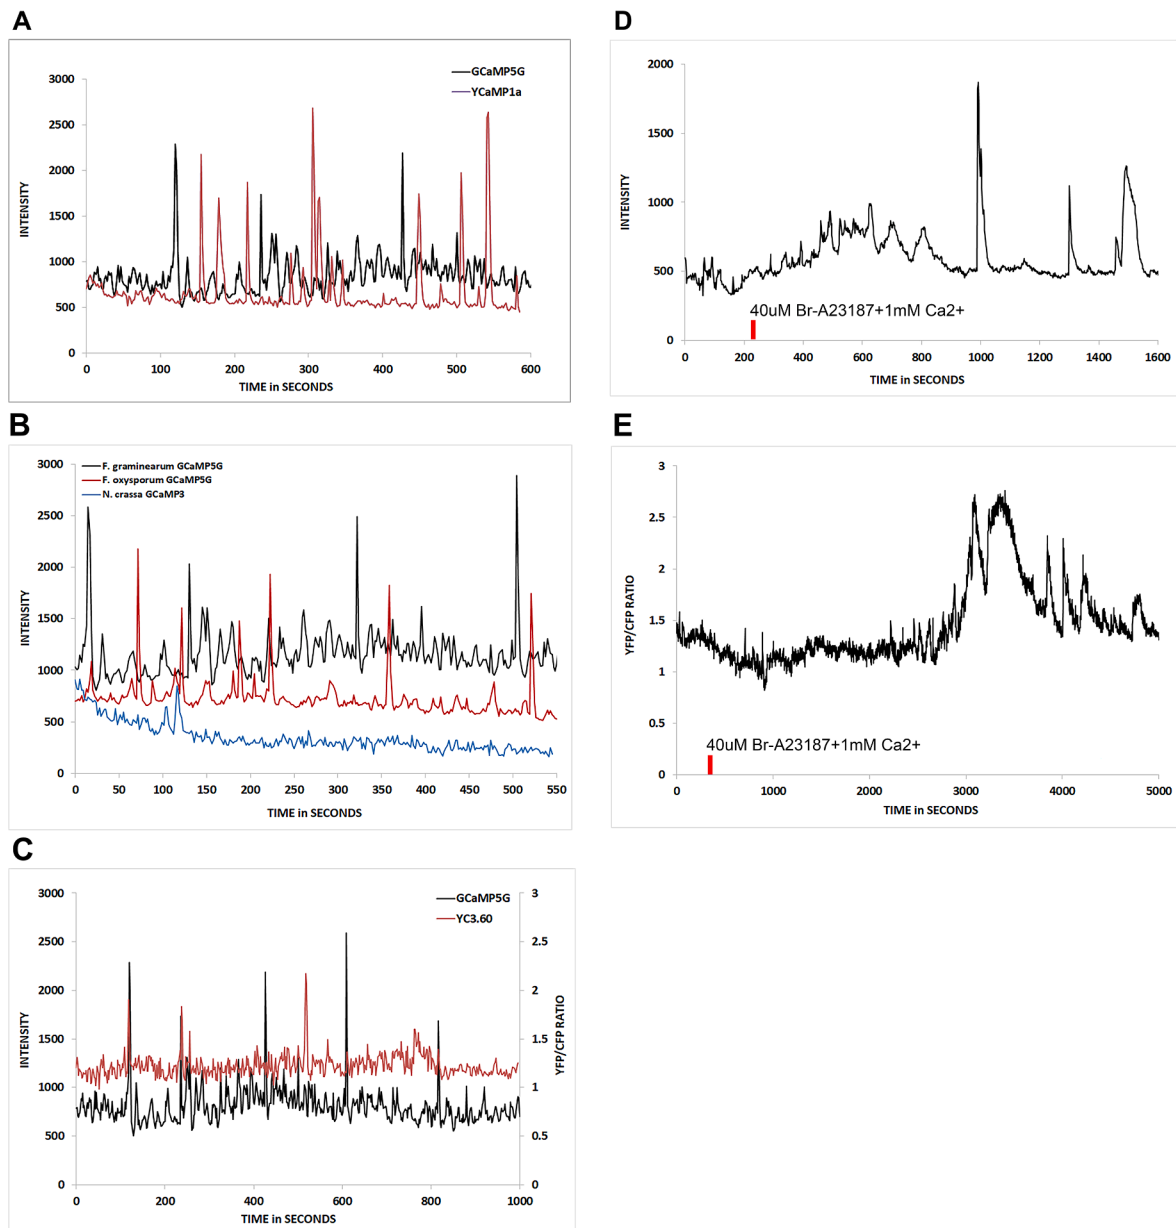 A
GCaMP5G
YCaMP1a
3000
2500
2000
1500
1000
500
0
INTENSITY
0 100 200 300 400 500 600
TIME in SECONDS
B
F. graminearum GCaMP5G
F. oxysporum GCaMP5G
N. crassa GCaMP3
3000
2500
2000
1500
1000
500
0
INTENSITY
0 50 100 150 200 250 300 350 400 450 500 550
TIME in SECONDS
C
GCaMP5G
YC3.60
3000
2500
2000
1500
1000
500
0
INTENSITY
3
2.5
2
1.5
1
0.5
0
YFP/CFP RATIO
0 200 400 600 800 1000
TIME in SECONDS
D
2000
1500
1000
500
0
INTENSITY
40uM Br-A23187+1mM Ca2+
0 200 400 600 800 1000 1200 1400 1600
TIME in SECONDS
E
3
2.5
2
1.5
1
0.5
0
YFP/CFP RATIO
40uM Br-A23187+1mM Ca2+
0 1000 2000 3000 4000 5000
TIME in SECONDS